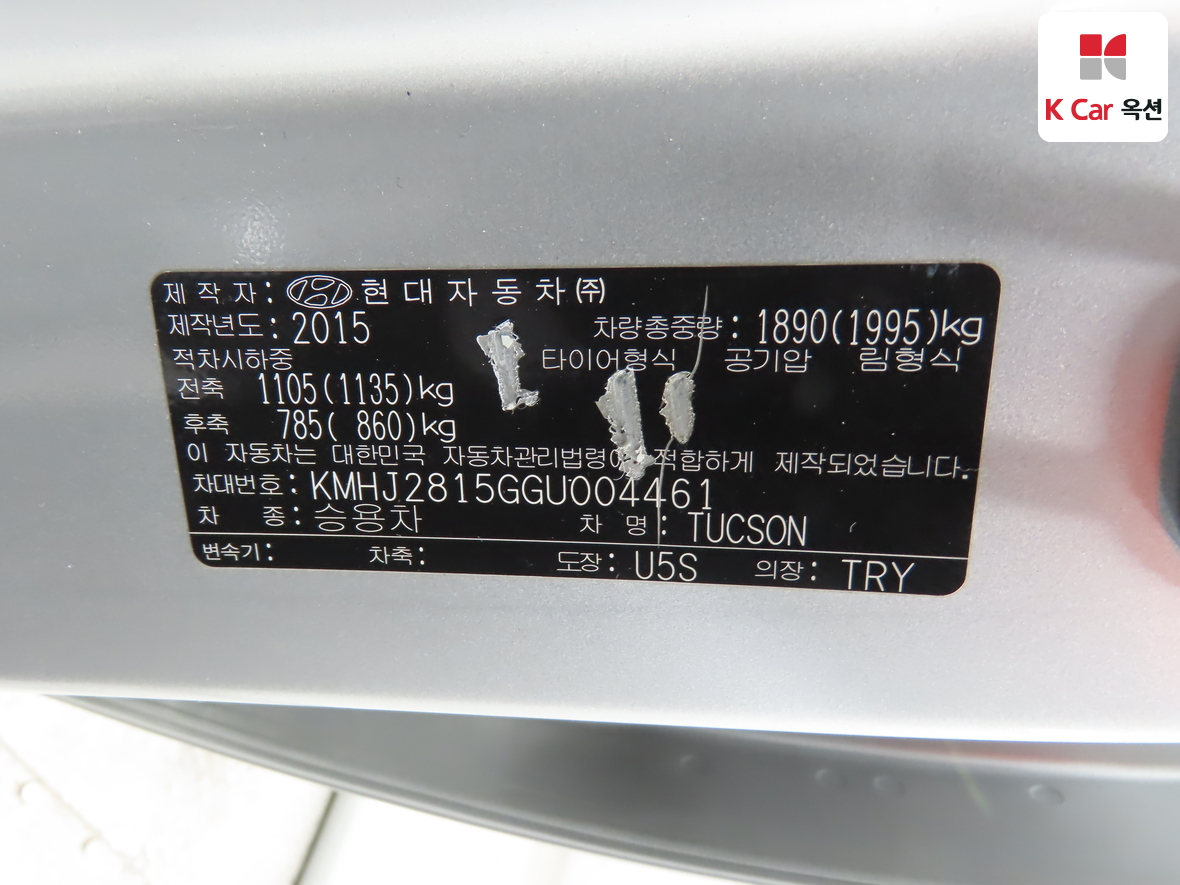 K Car 옥션
제 작 자 : 현 대 자 동 차 ㈜
제작년도 : 2015 차량총중량 : 1890(1995)kg
적차시하중 타이어형식 공기압 림형식
전축 1105(1135)kg
후축 785( 860)kg
이 자동차는 대한민국 자동차관리법령에 적합하게 제작되었습니다.
차대번호 : KMHJ2815GGU004461
차 종 : 승용차 차 명 : TUCSON
변속기 : 차축 : 도장 : U5S 의장 : TRY